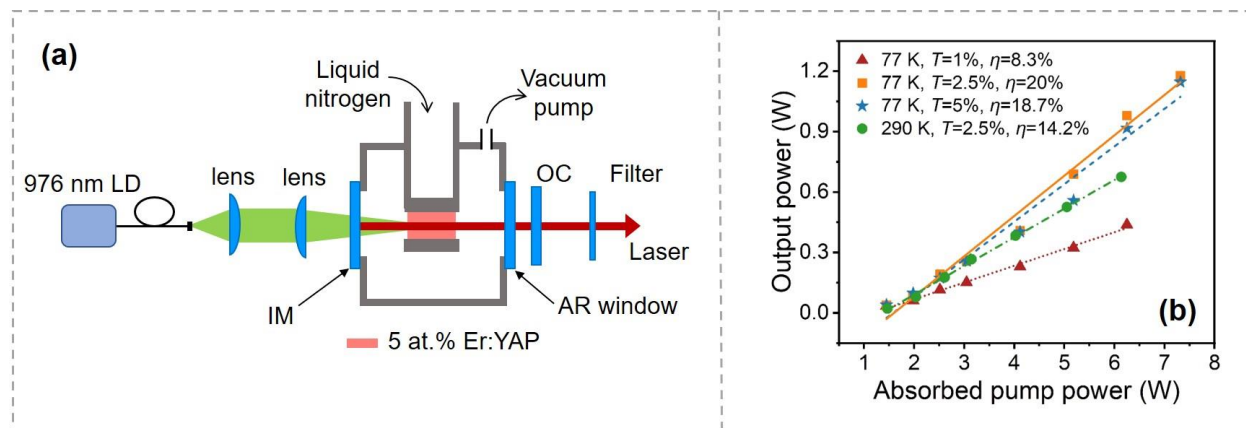 (a)
Liquid
nitrogen
Vacuum
pump
976 nm LD
lens
lens
OC
Filter
Laser
IM
AR window
5 at.% Er:YAP
77 K, T=1%, η=8.3%
77 K, T=2.5%, η=20%
77 K, T=5%, η=18.7%
290 K, T=2.5%, η=14.2%
Output power (W)
1.2
0.9
0.6
0.3
0.0
(b)
1 2 3 4 5 6 7 8
Absorbed pump power (W)